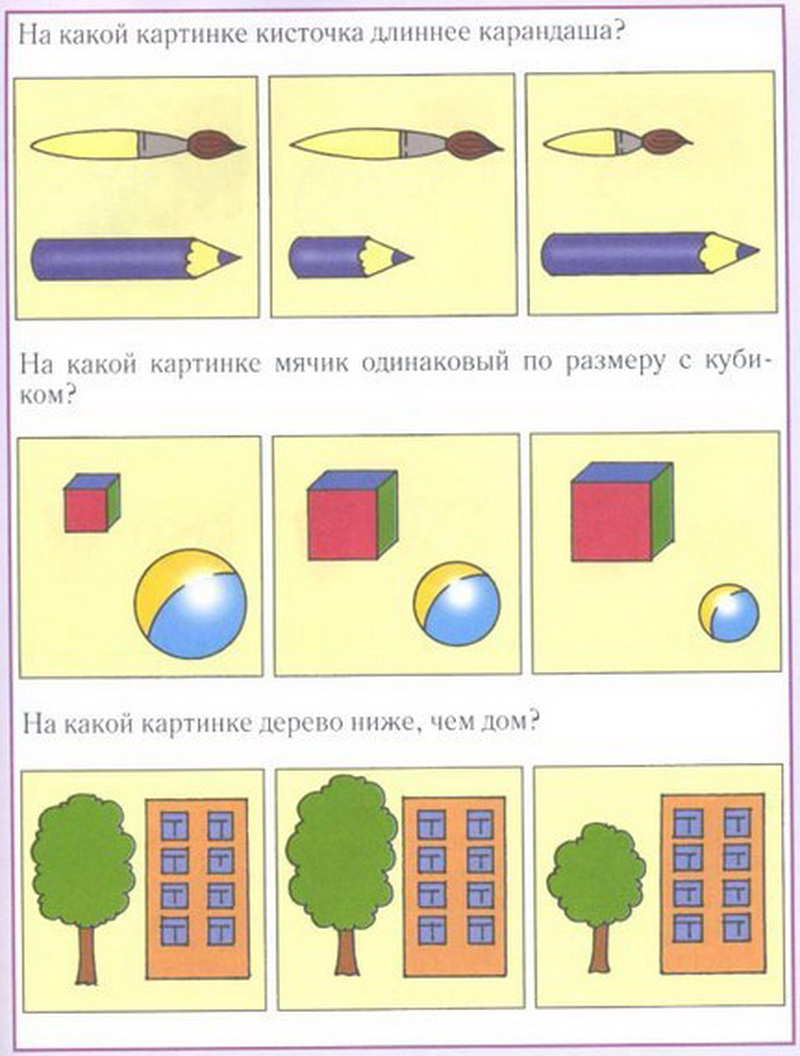 На какой картинке кисточка длиннее карандаша?
На какой картинке мячик одинаковый по размеру с куби-
ком?
На какой картинке дерево ниже, чем дом?